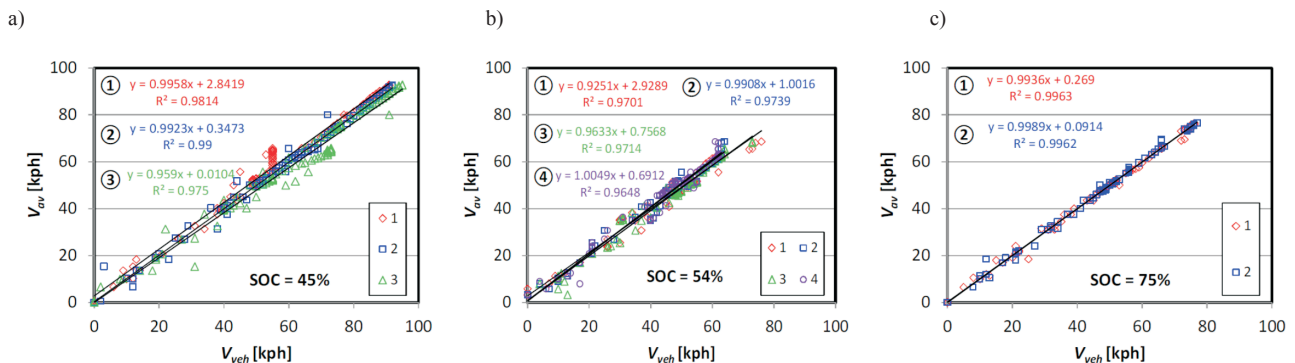 a)
b)
c)
100
80
60
40
20
0
0
20
40
60
80
100
V_av [kph]
V_veh [kph]
① y = 0.9958x + 2.8419
R² = 0.9814
② y = 0.9923x + 0.3473
R² = 0.99
③ y = 0.959x + 0.0104
R² = 0.975
SOC = 45%
1
2
3
100
80
60
40
20
0
0
20
40
60
80
100
V_av [kph]
V_veh [kph]
① y = 0.9251x + 2.9289
R² = 0.9701
② y = 0.9908x + 1.0016
R² = 0.9739
③ y = 0.9633x + 0.7568
R² = 0.9714
④ y = 1.0049x + 0.6912
R² = 0.9648
SOC = 54%
1 2
3 4
100
80
60
40
20
0
0
20
40
60
80
100
V_av [kph]
V_veh [kph]
① y = 0.9936x + 0.269
R² = 0.9963
② y = 0.9989x + 0.0914
R² = 0.9962
SOC = 75%
1
2